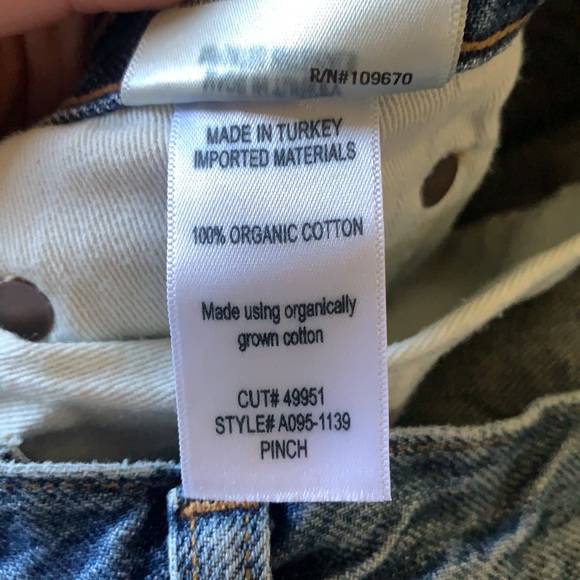 R/N#109670
MADE IN TURKEY
IMPORTED MATERIALS
100% ORGANIC COTTON
Made using organically
grown cotton
CUT# 49951
STYLE# A095-1139
PINCH